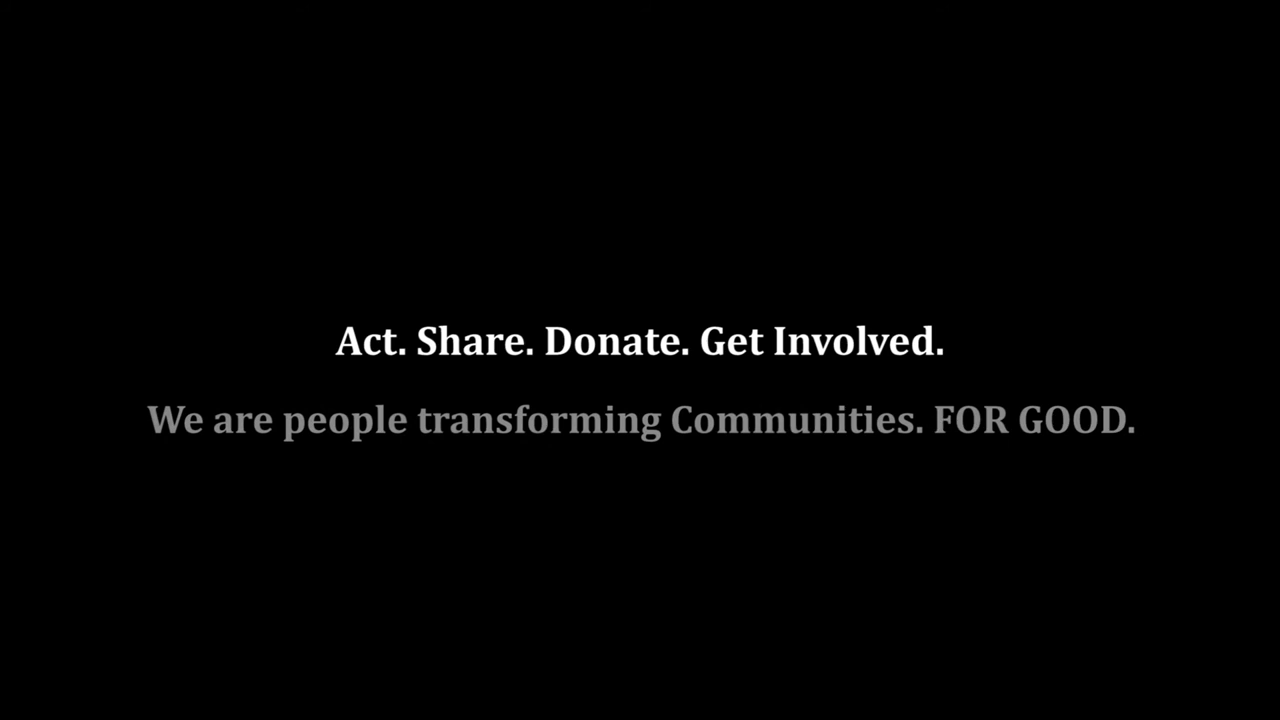 Act. Share. Donate. Get Involved.
We are people transforming Communities. FOR GOOD.